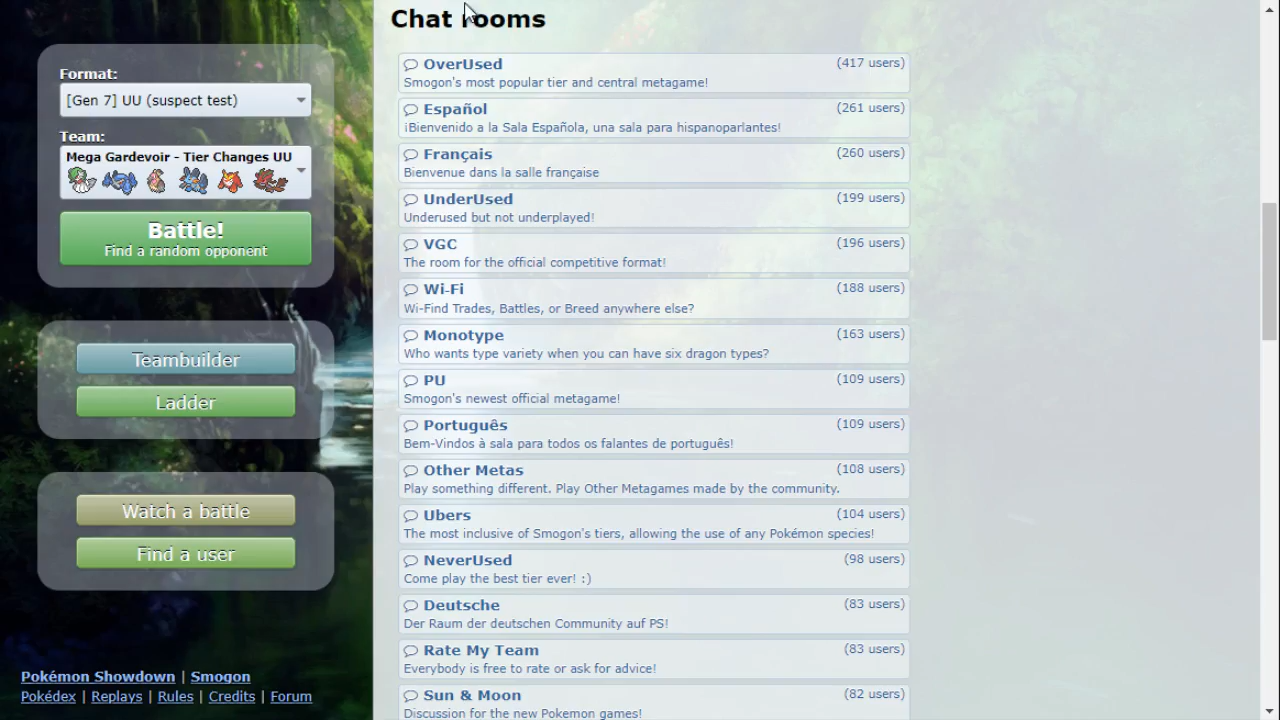 Format:
[Gen 7] UU (suspect test)
Team:
Mega Gardevoir - Tier Changes UU
Battle!
Find a random opponent
Teambuilder
Ladder
Watch a battle
Find a user
Pokémon Showdown | Smogon
Pokédex | Replays | Rules | Credits | Forum
Chat rooms
OverUsed (417 users)
Smogon's most popular tier and central metagame!
Español (261 users)
¡Bienvenido a la Sala Española, una sala para hispanoparlantes!
Français (260 users)
Bienvenue dans la salle française
UnderUsed (199 users)
Underused but not underplayed!
VGC (196 users)
The room for the official competitive format!
Wi-Fi (188 users)
Wi-Find Trades, Battles, or Breed anywhere else?
Monotype (163 users)
Who wants type variety when you can have six dragon types?
PU (109 users)
Smogon's newest official metagame!
Português (109 users)
Bem-Vindos à sala para todos os falantes de português!
Other Metas (108 users)
Play something different. Play Other Metagames made by the community.
Ubers (104 users)
The most inclusive of Smogon's tiers, allowing the use of any Pokémon species!
NeverUsed (98 users)
Come play the best tier ever! :)
Deutsche (83 users)
Der Raum der deutschen Community auf PS!
Rate My Team (83 users)
Everybody is free to rate or ask for advice!
Sun & Moon (82 users)
Discussion for the new Pokemon games!